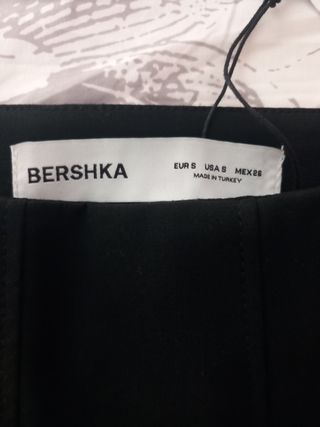 BERSHKA
EUR S USA S MEX 26
MADE IN TURKEY